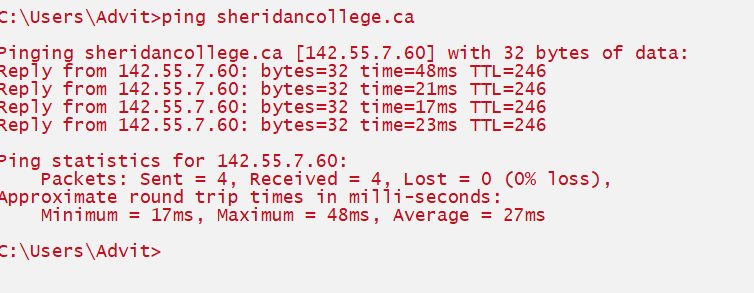 C:\Users\Advit>ping sheridancollege.ca
Pinging sheridancollege.ca [142.55.7.60] with 32 bytes of data:
Reply from 142.55.7.60: bytes=32 time=48ms TTL=246
Reply from 142.55.7.60: bytes=32 time=21ms TTL=246
Reply from 142.55.7.60: bytes=32 time=17ms TTL=246
Reply from 142.55.7.60: bytes=32 time=23ms TTL=246
Ping statistics for 142.55.7.60:
    Packets: Sent = 4, Received = 4, Lost = 0 (0% loss),
Approximate round trip times in milli-seconds:
    Minimum = 17ms, Maximum = 48ms, Average = 27ms
C:\Users\Advit>